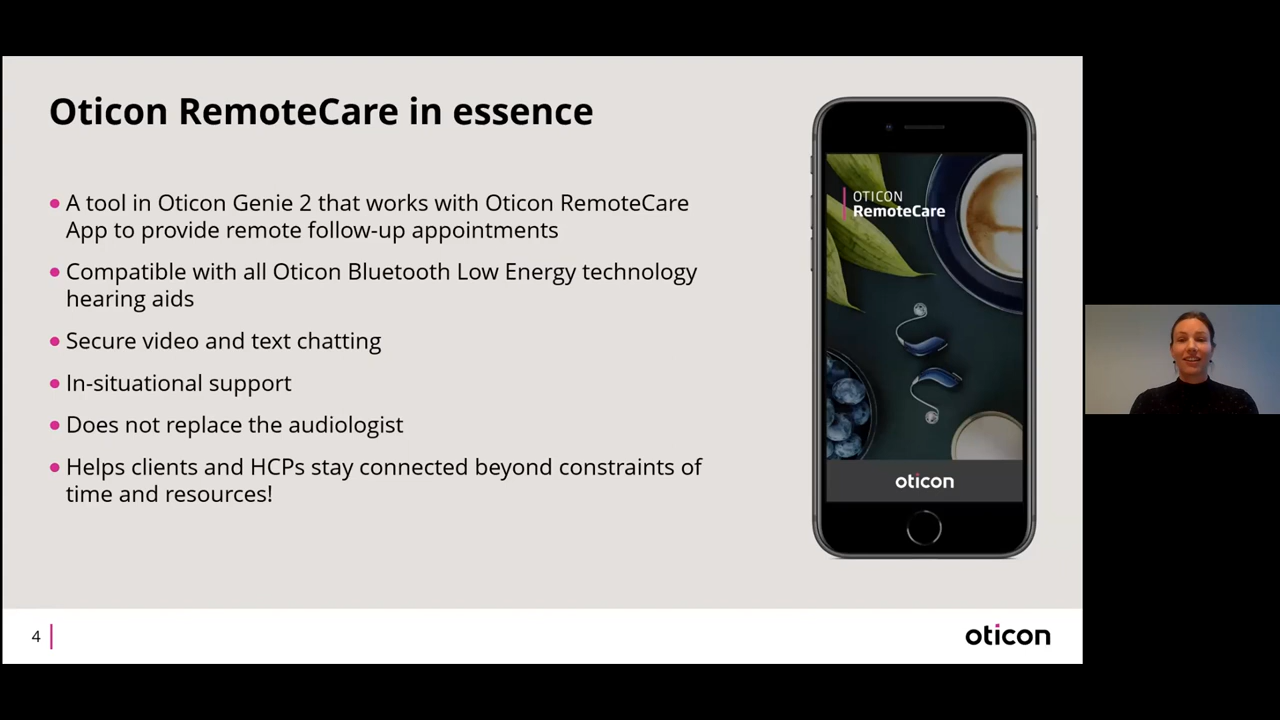 Oticon RemoteCare in essence
• A tool in Oticon Genie 2 that works with Oticon RemoteCare
App to provide remote follow-up appointments
• Compatible with all Oticon Bluetooth Low Energy technology
hearing aids
• Secure video and text chatting
• In-situational support
• Does not replace the audiologist
• Helps clients and HCPs stay connected beyond constraints of
time and resources!
OTICON
RemoteCare
oticon
4
oticon